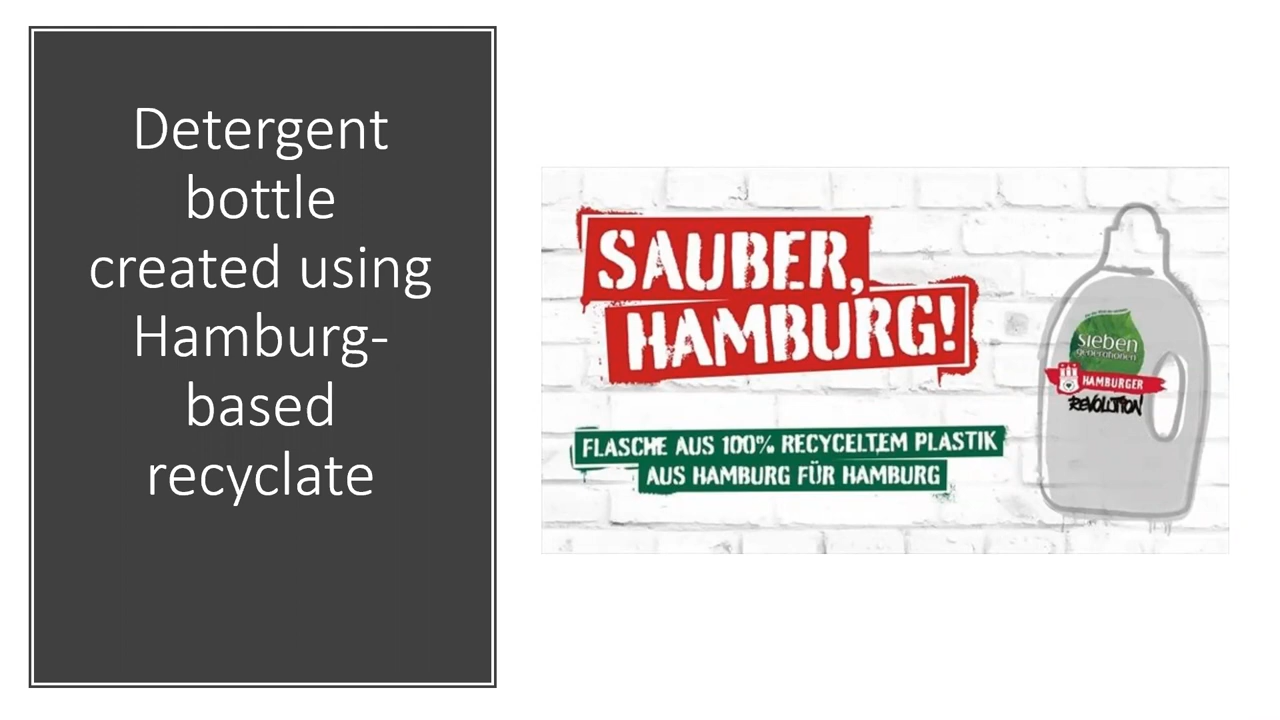 Detergent
bottle
created using
Hamburg-
based
recyclate
SAUBER,
HAMBURG!
FLASCHE AUS 100% RECYCELTEM PLASTIK
AUS HAMBURG FÜR HAMBURG
sieben
generationen
HAMBURGER
REVOLUTION